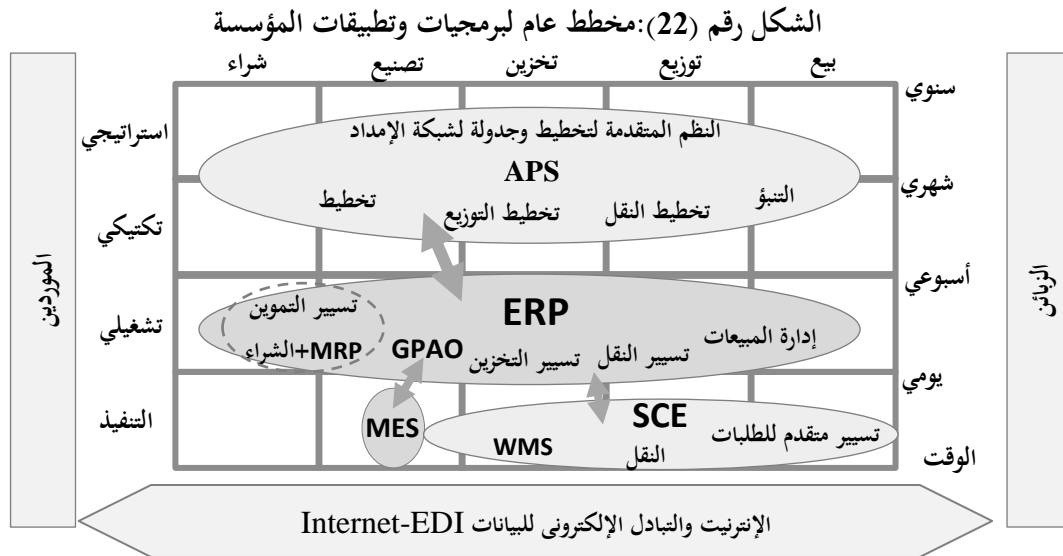 الشكل رقم (22):مخطط عام لبرمجيات وتطبيقات المؤسسة
بيع
توزيع
تخزين
تصنيع
شراء
سنوي
النظم المتقدمة لتخطيط وجدولة لشبكة الإمداد
استراتيجي
APS
شهري
التنبؤ
تخطيط النقل
تخطيط التوزيع
تخطيط
تكتيكي
الزبائن
الموردين
أسبوعي
ERP
تسيير التموين
تشغيلي
إدارة المبيعات
تسيير النقل
تسيير التخزين
GPAO
الشراء+MRP
يومي
SCE
MES
التنفيذ
تسيير متقدم للطلبات
النقل
WMS
الوقت
الإنترنيت والتبادل الإلكترونى للبيانات Internet-EDI